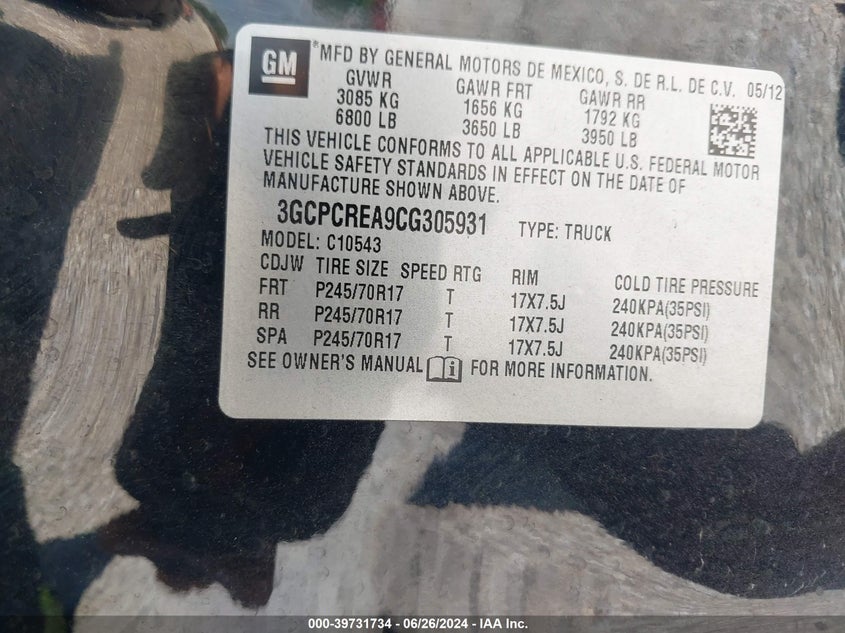 GM
*MFD BY GENERAL MOTORS DE MEXICO, S. DE R.L. DE C.V. 05/12
GVWR GAWR FRT GAWR RR
3085 KG 1656 KG 1792 KG
6800 LB 3650 LB 3950 LB
THIS VEHICLE CONFORMS TO ALL APPLICABLE U.S. FEDERAL MOTOR
VEHICLE SAFETY STANDARDS IN EFFECT ON THE DATE OF
MANUFACTURE SHOWN ABOVE.
3GCPCREA9CG305931 TYPE: TRUCK
MODEL: C10543
CDJW TIRE SIZE SPEED RTG RIM COLD TIRE PRESSURE
FRT P245/70R17 T 17X7.5J 240KPA(35PSI)
RR P245/70R17 T 17X7.5J 240KPA(35PSI)
SPA P245/70R17 T 17X7.5J 240KPA(35PSI)
SEE OWNER'S MANUAL i FOR MORE INFORMATION.
000-39731734 - 06/26/2024 - IAA Inc.